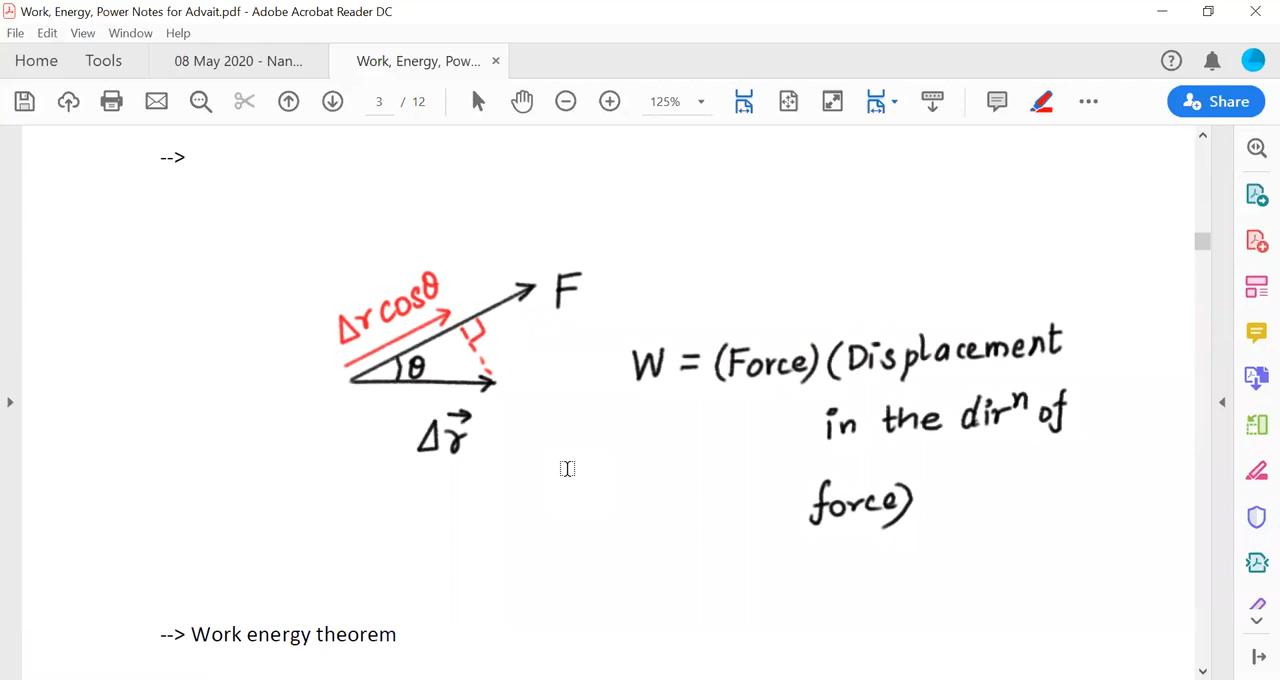 Work, Energy, Power Notes for Advait.pdf - Adobe Acrobat Reader DC
File Edit View Window Help
Home Tools 08 May 2020 - Nan... Work, Energy, Pow... ×
3 / 12 125% Share
-->
Δr cosθ
F
θ
Δr⃗
W = (Force) (Displacement
in the dirⁿ of
force)
--> Work energy theorem